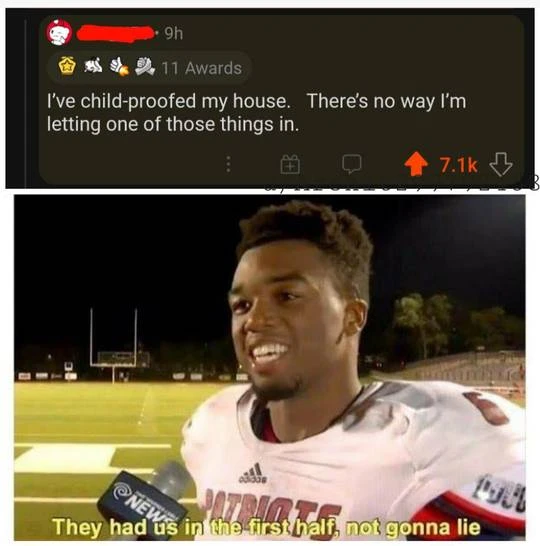 9h
11 Awards
I've child-proofed my house. There's no way I'm
letting one of those things in.
7.1k
adidas
PATRIOTS
NEWS
They had us in the first half, not gonna lie